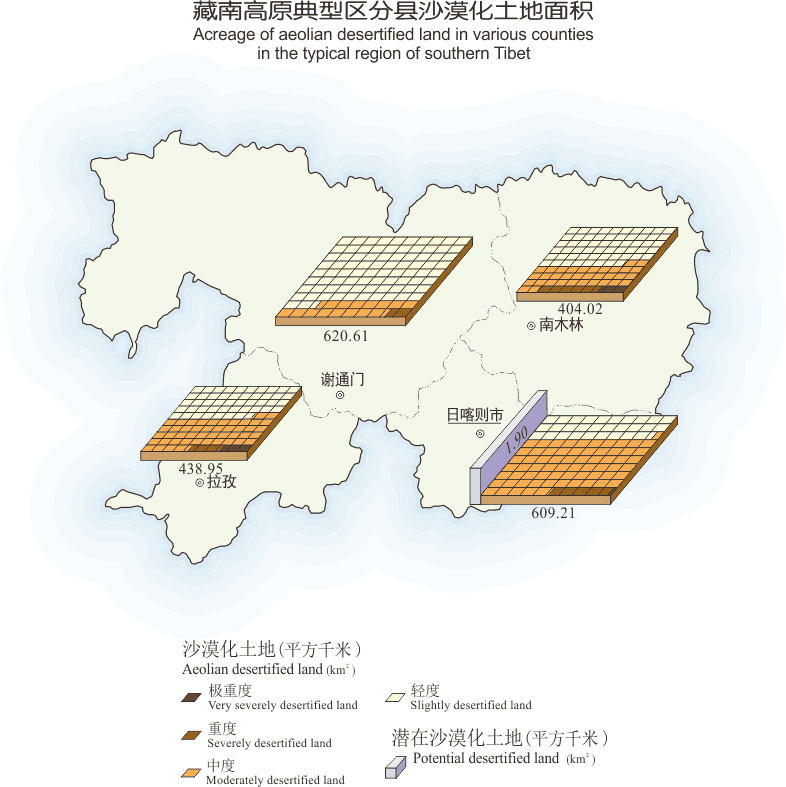 藏南高原典型区分县沙漠化土地面积
Acreage of aeolian desertified land in various counties
in the typical region of southern Tibet
404.02
南木林
620.61
谢通门
日喀则市
1.90
438.95
拉孜
609.21
沙漠化土地(平方千米)
Aeolian desertified land (km²)
极重度
Very severely desertified land
轻度
Slightly desertified land
重度
Severely desertified land
潜在沙漠化土地(平方千米)
Potential desertified land (km²)
中度
Moderately desertified land